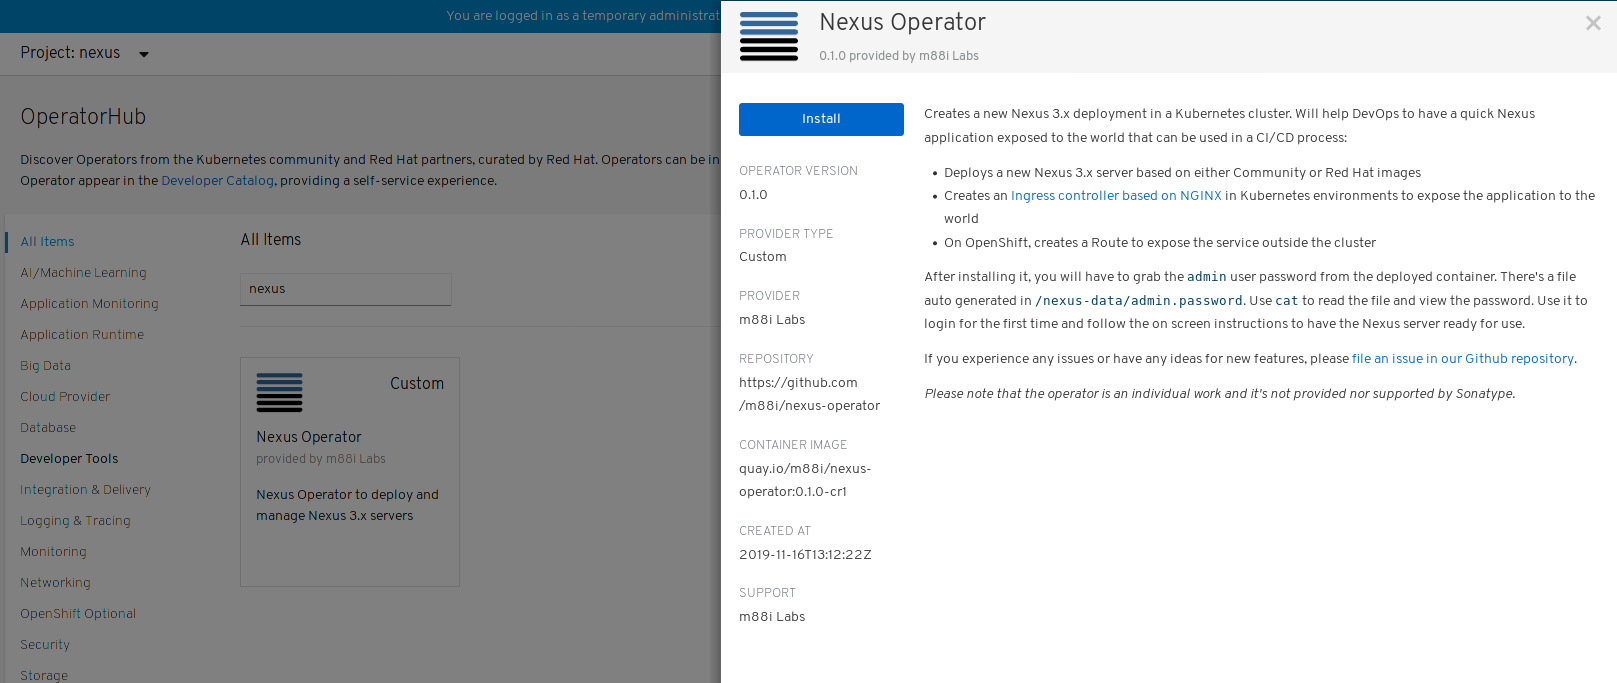 You are logged in as a temporary administrat
Project: nexus
OperatorHub
Discover Operators from the Kubernetes community and Red Hat partners, curated by Red Hat. Operators can be in
Operator appear in the Developer Catalog, providing a self-service experience.
All Items
AI/Machine Learning
Application Monitoring
Application Runtime
Big Data
Cloud Provider
Database
Developer Tools
Integration & Delivery
Logging & Tracing
Monitoring
Networking
OpenShift Optional
Security
Storage
All Items
nexus
Custom
Nexus Operator
provided by m88i Labs
Nexus Operator to deploy and
manage Nexus 3.x servers
Nexus Operator
0.1.0 provided by m88i Labs
Install
OPERATOR VERSION
0.1.0
PROVIDER TYPE
Custom
PROVIDER
m88i Labs
REPOSITORY
https://github.com
/m88i/nexus-operator
CONTAINER IMAGE
quay.io/m88i/nexus-
operator:0.1.0-cr1
CREATED AT
2019-11-16T13:12:22Z
SUPPORT
m88i Labs
Creates a new Nexus 3.x deployment in a Kubernetes cluster. Will help DevOps to have a quick Nexus
application exposed to the world that can be used in a CI/CD process:
• Deploys a new Nexus 3.x server based on either Community or Red Hat images
• Creates an Ingress controller based on NGINX in Kubernetes environments to expose the application to the
world
• On OpenShift, creates a Route to expose the service outside the cluster
After installing it, you will have to grab the admin user password from the deployed container. There's a file
auto generated in /nexus-data/admin.password. Use cat to read the file and view the password. Use it to
login for the first time and follow the on screen instructions to have the Nexus server ready for use.
If you experience any issues or have any ideas for new features, please file an issue in our Github repository.
Please note that the operator is an individual work and it's not provided nor supported by Sonatype.